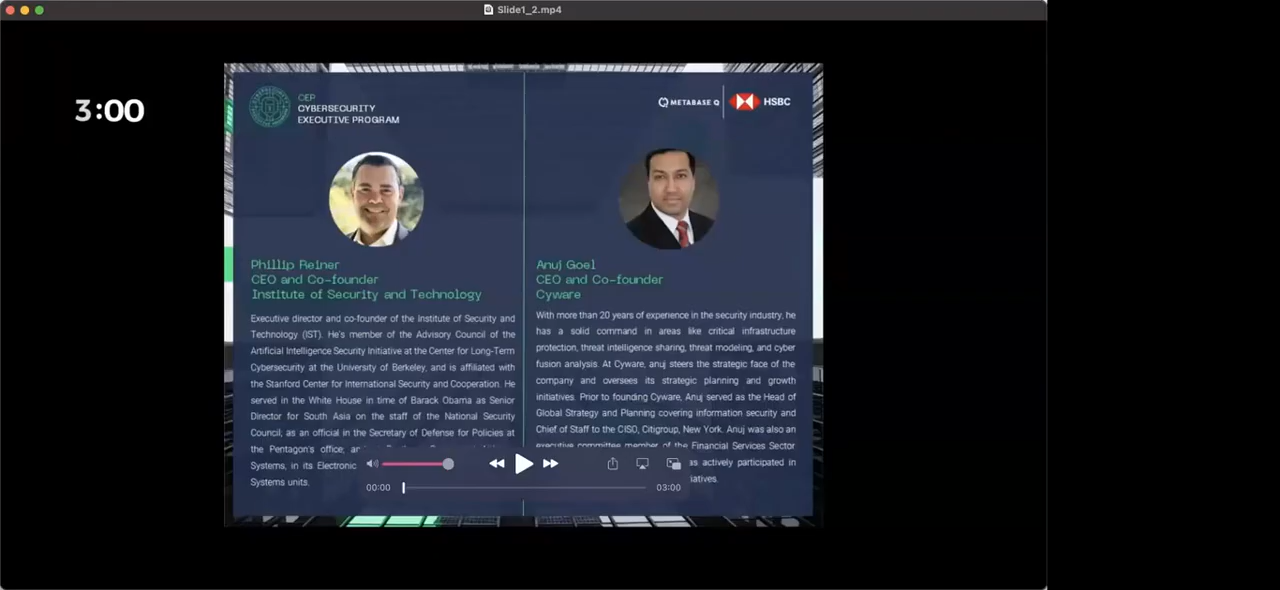 Slide1_2.mp4
3:00
CEP
CYBERSECURITY
EXECUTIVE PROGRAM
METABASE Q
HSBC
Phillip Reiner
CEO and Co-founder
Institute of Security and Technology
Executive director and co-founder of the Institute of Security and
Technology (IST). He's member of the Advisory Council of the
Artificial Intelligence Security Initiative at the Center for Long-Term
Cybersecurity at the University of Berkeley, and is affiliated with
the Stanford Center for International Security and Cooperation. He
served in the White House in time of Barack Obama as Senior
Director for South Asia on the staff of the National Security
Council; as an official in the Secretary of Defense for Policies at
the Pentagon's office;
Systems, in its Electronic
Systems units.
Anuj Goel
CEO and Co-founder
Cyware
With more than 20 years of experience in the security industry, he
has a solid command in areas like critical infrastructure
protection, threat intelligence sharing, threat modeling, and cyber
fusion analysis. At Cyware, anuj steers the strategic face of the
company and oversees its strategic planning and growth
initiatives. Prior to founding Cyware, Anuj served as the Head of
Global Strategy and Planning covering information security and
Chief of Staff to the CISO, Citigroup, New York. Anuj was also an
executive committee member of the Financial Services Sector
as actively participated in
00:00
03:00